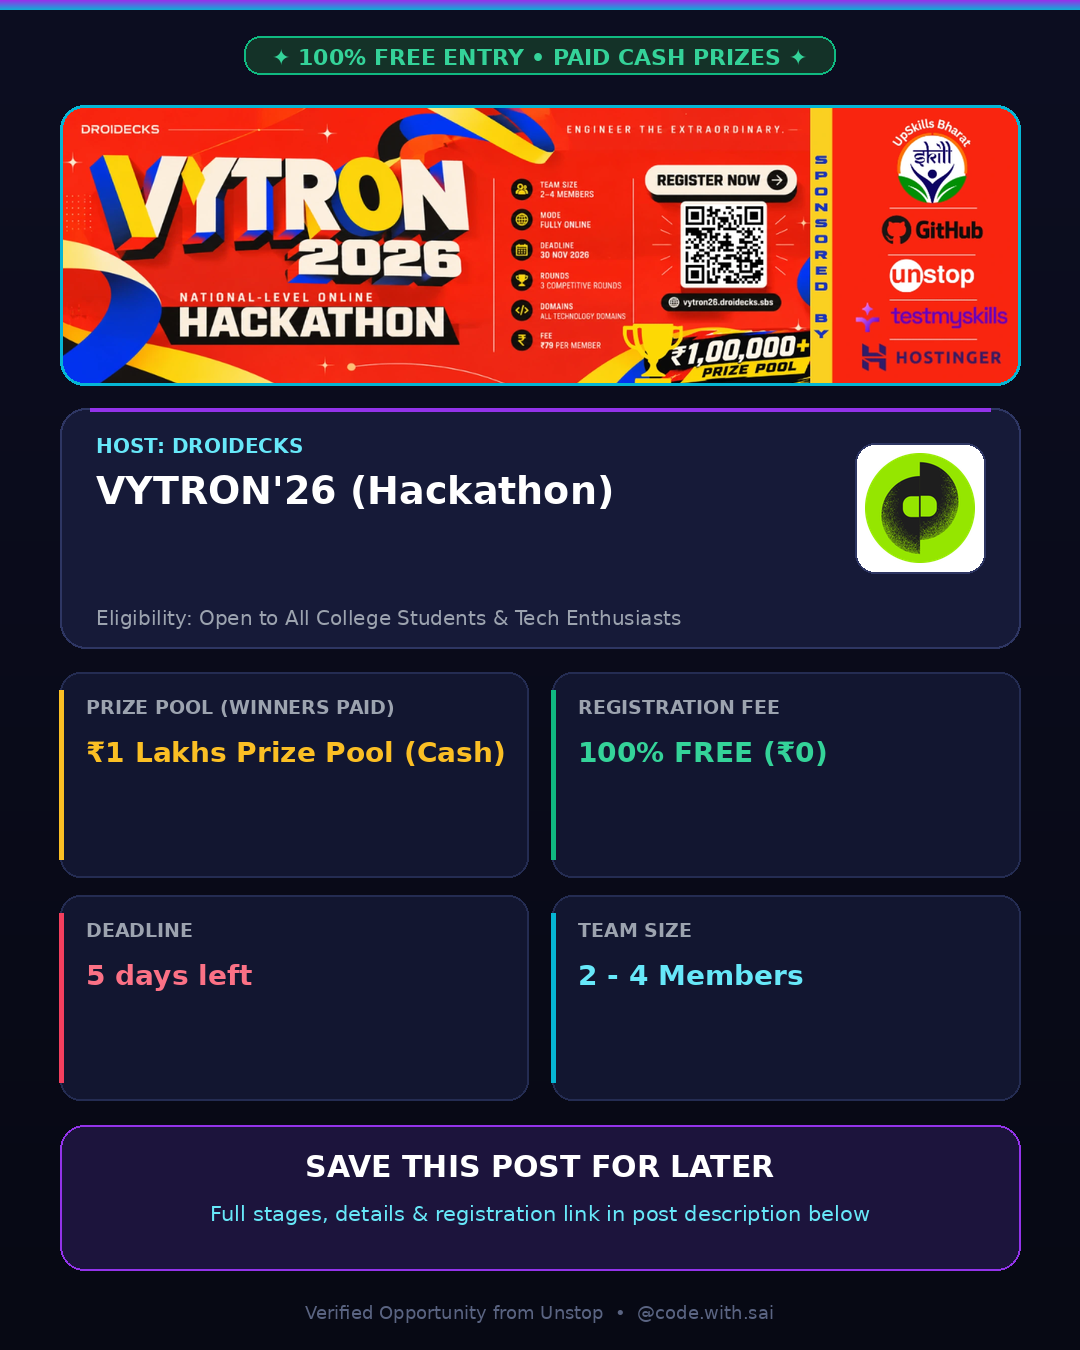 ✦ 100% FREE ENTRY • PAID CASH PRIZES ✦
DROIDECKS
ENGINEER THE EXTRAORDINARY.
VYTRON
2026
NATIONAL-LEVEL ONLINE
HACKATHON
TEAM SIZE
2–4 MEMBERS
MODE
FULLY ONLINE
DEADLINE
30 NOV 2026
ROUNDS
3 COMPETITIVE ROUNDS
DOMAINS
ALL TECHNOLOGY DOMAINS
FEE
₹79 PER MEMBER
REGISTER NOW
vytron26.droidecks.sbs
₹1,00,000+
PRIZE POOL
SPONSORED BY
UpSkills Bharat
skill
GitHub
unstop
testmyskills
HOSTINGER
HOST: DROIDECKS
VYTRON'26 (Hackathon)
Eligibility: Open to All College Students & Tech Enthusiasts
PRIZE POOL (WINNERS PAID)
₹1 Lakhs Prize Pool (Cash)
REGISTRATION FEE
100% FREE (₹0)
DEADLINE
5 days left
TEAM SIZE
2 - 4 Members
SAVE THIS POST FOR LATER
Full stages, details & registration link in post description below
Verified Opportunity from Unstop • @code.with.sai